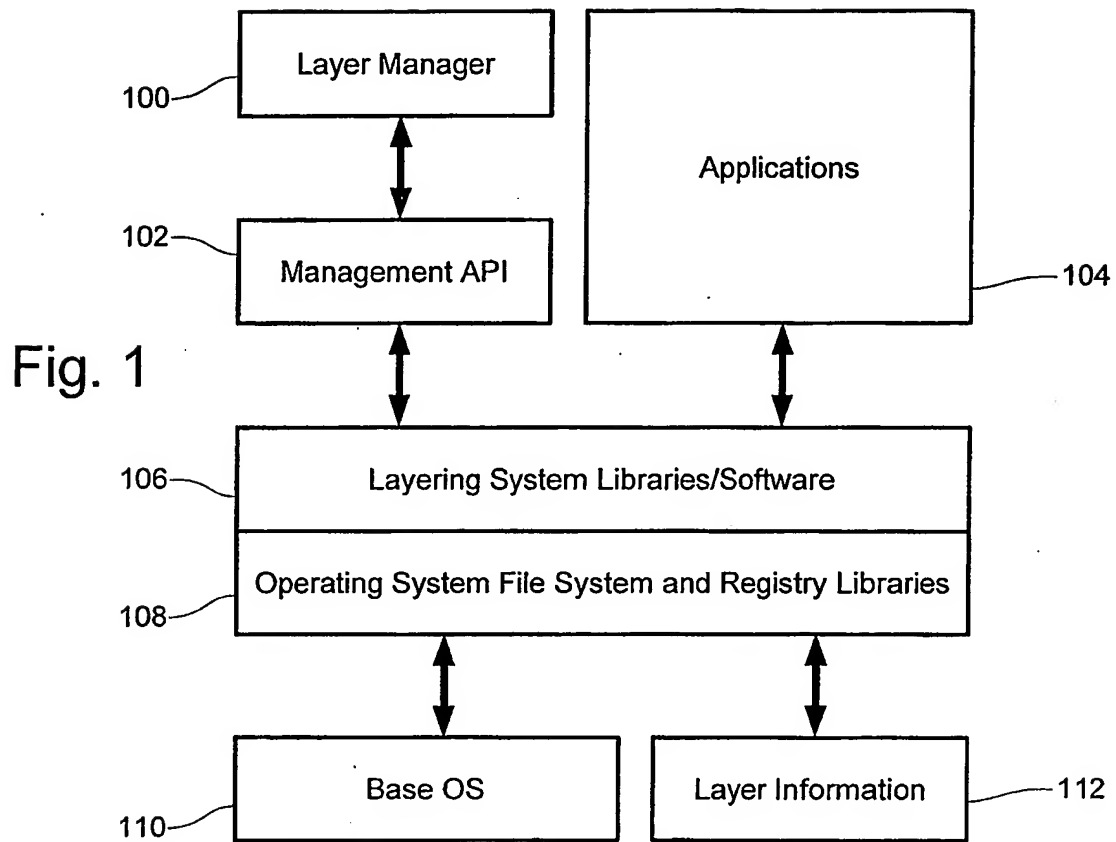 Layer Manager
100
Applications
102
Management API
104
Fig. 1
106
Layering System Libraries/Software
Operating System File System and Registry Libraries
108
Base OS
110
Layer Information
112